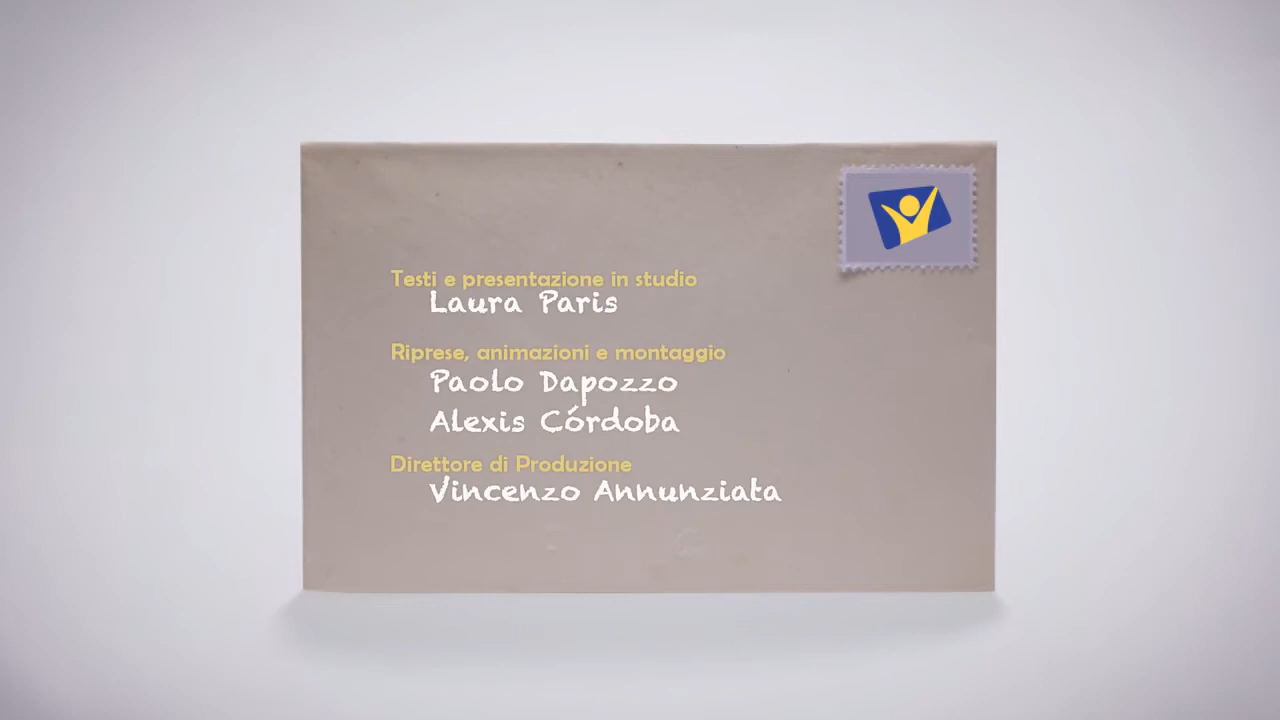 Testi e presentazione in studio
Laura Paris
Riprese, animazioni e montaggio
Paolo Dapozzo
Alexis Córdoba
Direttore di Produzione
Vincenzo Annunziata